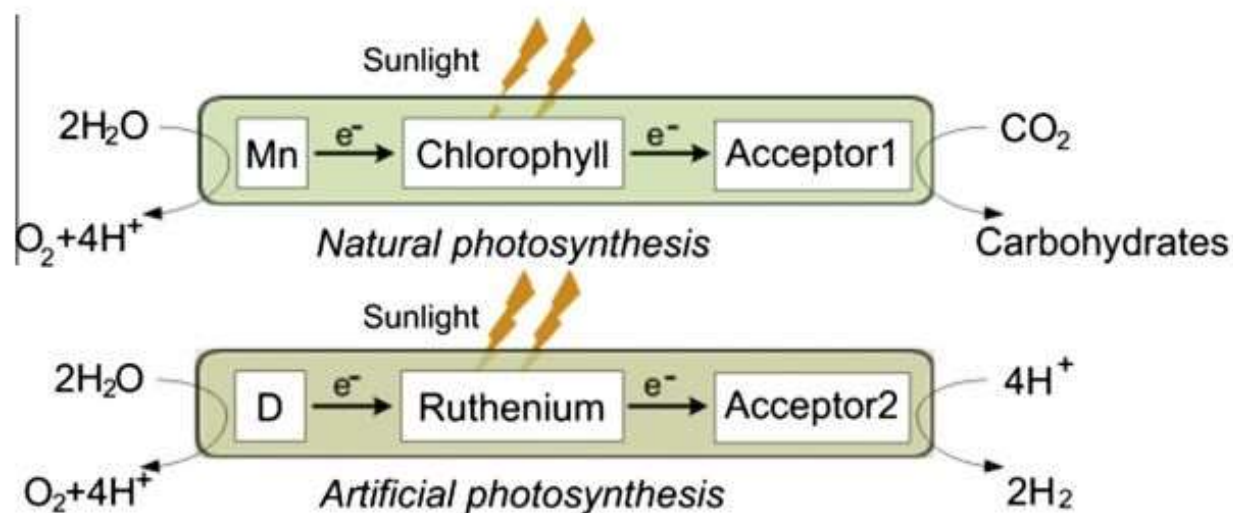 Sunlight
2H₂O
Mn e⁻ Chlorophyll e⁻ Acceptor1
CO₂
O₂+4H⁺
Natural photosynthesis
Carbohydrates
Sunlight
2H₂O
D e⁻ Ruthenium e⁻ Acceptor2
4H⁺
O₂+4H⁺
Artificial photosynthesis
2H₂